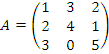 A = (1 3 2
2 4 1
3 0 5)